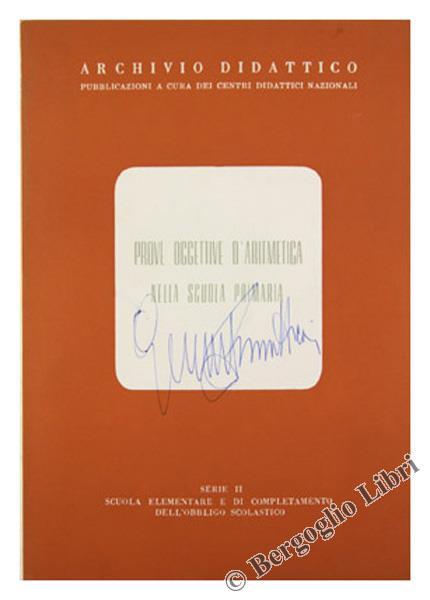 ARCHIVIO DIDATTICO
PUBBLICAZIONI A CURA DEI CENTRI DIDATTICI NAZIONALI
PROVE OGGETTIVE D'ARITMETICA
NELLA SCUOLA PRIMARIA
SERIE II
SCUOLA ELEMENTARE E DI COMPLETAMENTO
DELL'OBBLIGO SCOLASTICO
© Bergoglio Libri